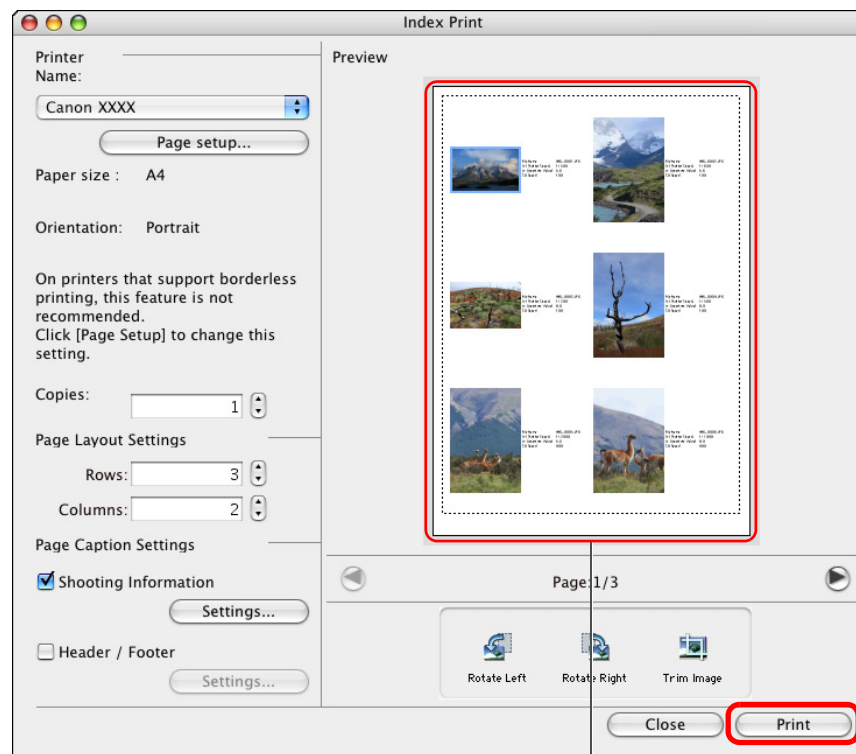 Index Print
Printer
Name:
Canon XXXX
Page setup...
Paper size : A4
Orientation: Portrait
On printers that support borderless
printing, this feature is not
recommended.
Click [Page Setup] to change this
setting.
Copies:
1
Page Layout Settings
Rows: 3
Columns: 2
Page Caption Settings
Shooting Information
Settings...
Header / Footer
Settings...
Preview
Page:1/3
Rotate Left
Rotate Right
Trim Image
Close
Print